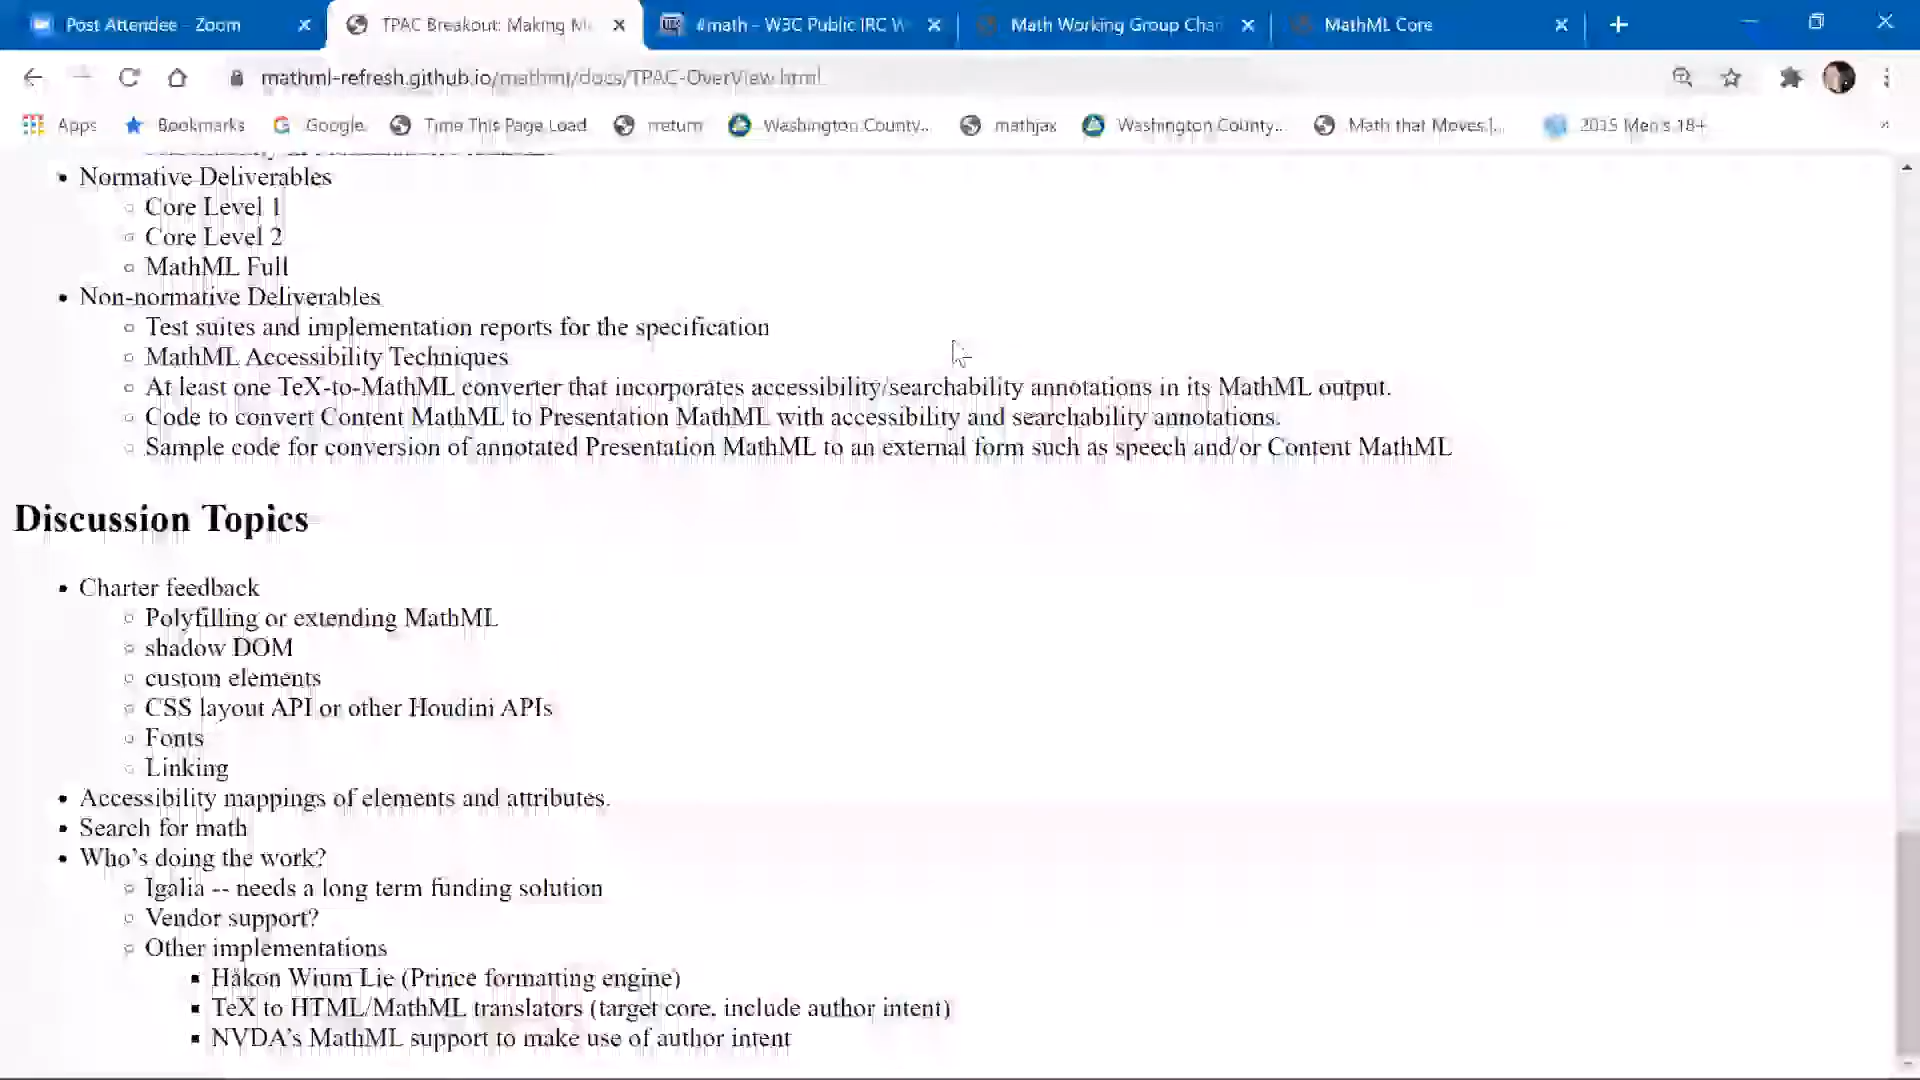 Post Attendee - Zoom
TPAC Breakout: Making M
#math - W3C Public IRC W
Math Working Group Char
MathML Core
mathml-refresh.github.io/mathml/docs/TPAC-OverView.html
Apps
Bookmarks
Google
Time This Page Load
return
Washington County...
mathjax
Washington County...
Math that Moves |...
2015 Men's 18+
Normative Deliverables
Core Level 1
Core Level 2
MathML Full
Non-normative Deliverables
Test suites and implementation reports for the specification
MathML Accessibility Techniques
At least one TeX-to-MathML converter that incorporates accessibility/searchability annotations in its MathML output.
Code to convert Content MathML to Presentation MathML with accessibility and searchability annotations.
Sample code for conversion of annotated Presentation MathML to an external form such as speech and/or Content MathML
Discussion Topics
Charter feedback
Polyfilling or extending MathML
shadow DOM
custom elements
CSS layout API or other Houdini APIs
Fonts
Linking
Accessibility mappings of elements and attributes.
Search for math
Who's doing the work?
Igalia -- needs a long term funding solution
Vendor support?
Other implementations
Håkon Wium Lie (Prince formatting engine)
TeX to HTML/MathML translators (target core, include author intent)
NVDA's MathML support to make use of author intent